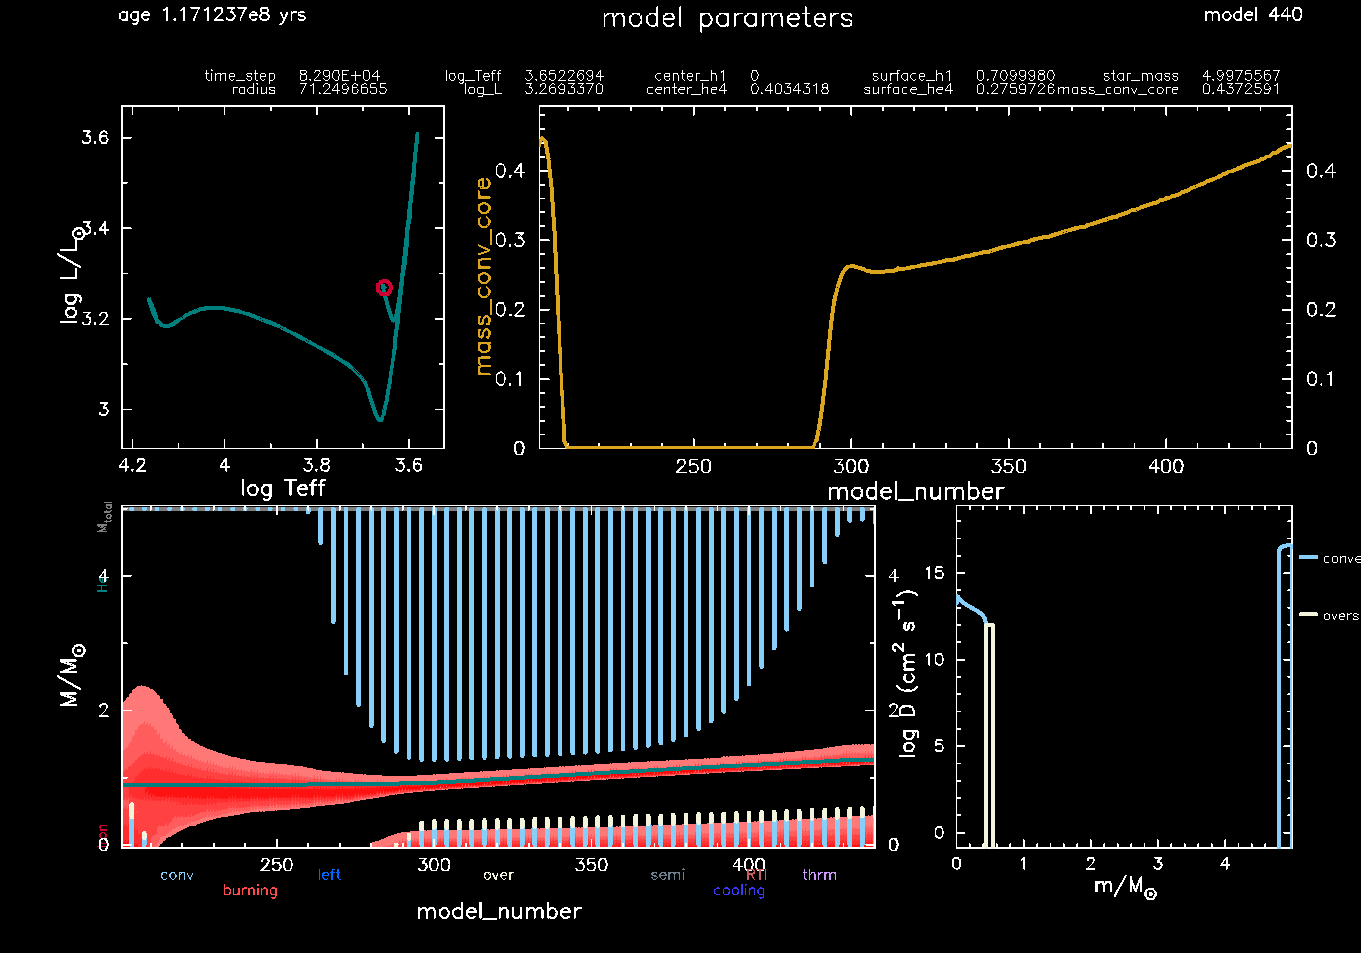 age 1.171237e8 yrs model parameters model 440
time_step 8.290E+04 log_Teff 3.6522694 center_h1 0 surface_h1 0.7099980 star_mass 4.9975567
radius 71.2496655 log_L 3.2693370 center_he4 0.4034318 surface_he4 0.2759726 mass_conv_core 0.4372591
3.6
3.4
3.2
3
log L/L⊙
4.2 4 3.8 3.6
log Teff
mass_conv_core
0.4 0.4
0.3 0.3
0.2 0.2
0.1 0.1
0 0
250 300 350 400
model_number
Mtotal
He
4 4
2 2
0 0
M/M⊙
250 300 350 400
conv left over semi RTI thrm
burning cooling
model_number
log D (cm² s⁻¹)
15
10
5
0
0 1 2 3 4
m/M⊙
conve
overs